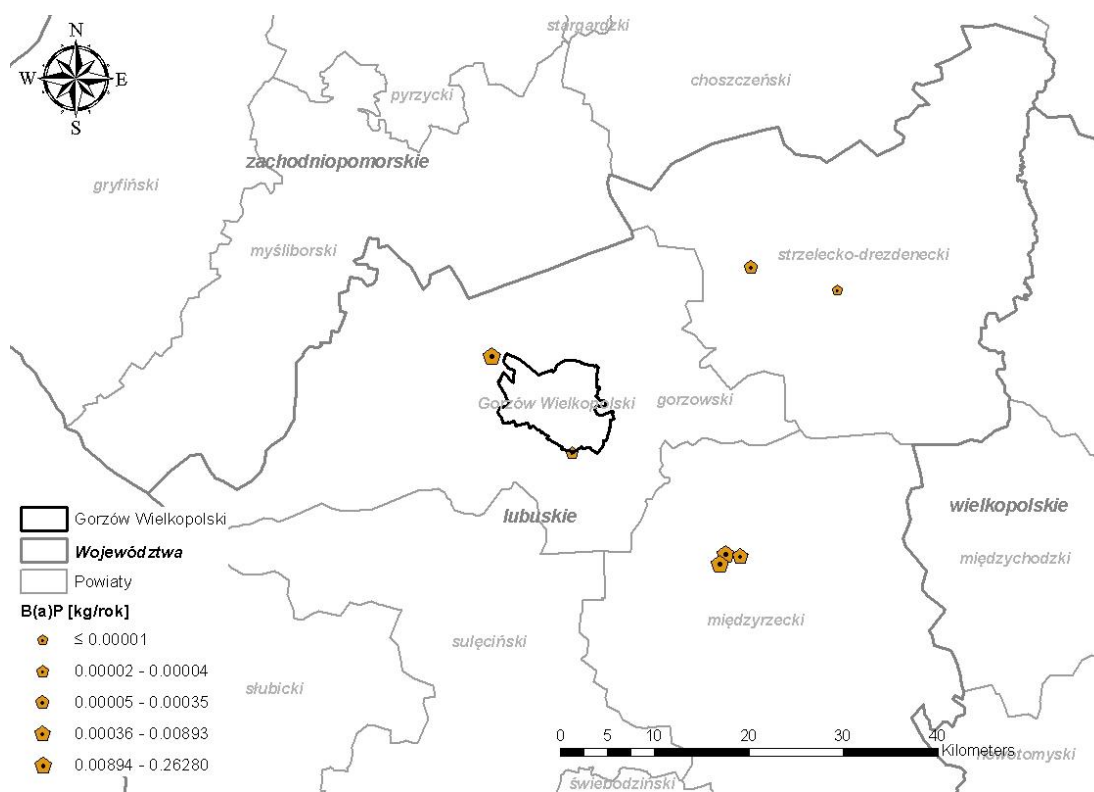 stargardzki
N
W E
S
choszczeński
pyrzycki
zachodniopomorskie
gryfiński
myśliborski
strzelecko-drezdenecki
Gorzów Wielkopolski
gorzowski
lubuskie
wielkopolskie
międzychodzki
międzyrzecki
sulęciński
słubicki
Gorzów Wielkopolski
Województwa
Powiaty
B(a)P [kg/rok]
≤ 0.00001
0.00002 - 0.00004
0.00005 - 0.00035
0.00036 - 0.00893
0.00894 - 0.26280
0 5 10 20 30 40
Kilometers
nowotomyski
świebodziński